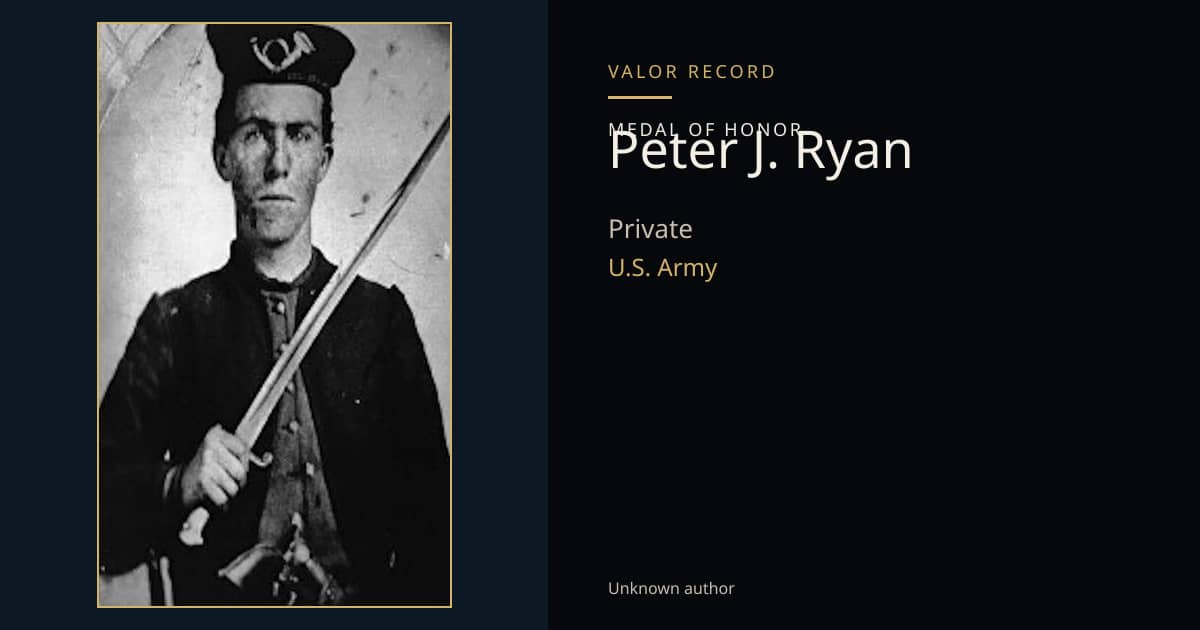 VALOR RECORD
MEDAL OF HONOR
Peter J. Ryan
Private
U.S. Army
Unknown author